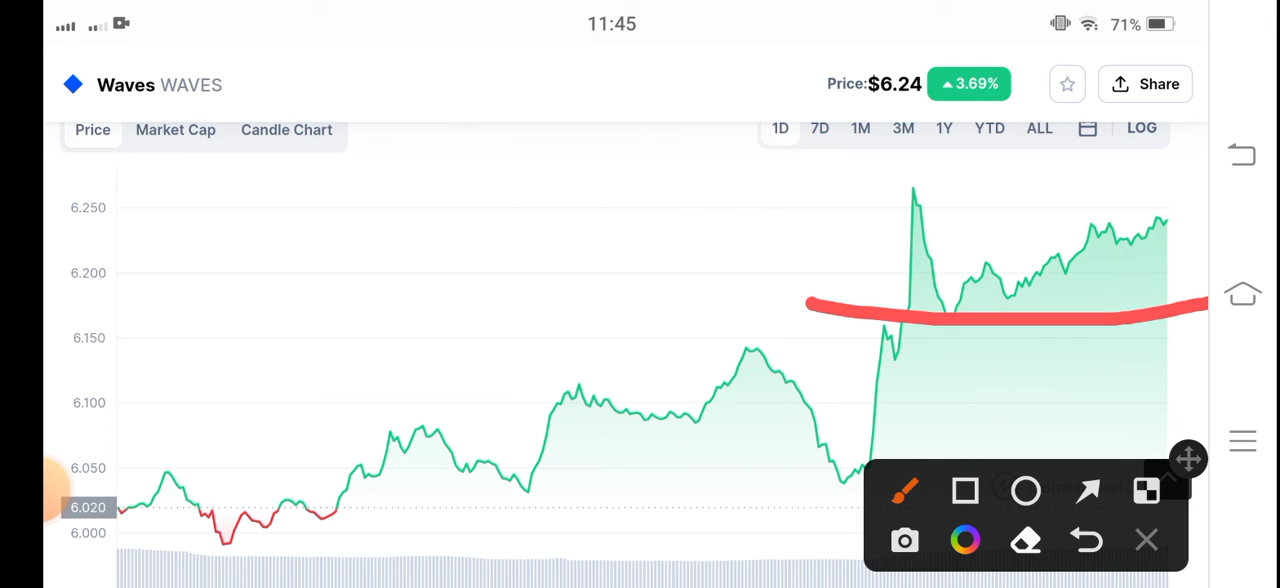 11:45
71%
Waves WAVES
Price:$6.24 3.69%
Share
Price Market Cap Candle Chart
1D 7D 1M 3M 1Y YTD ALL LOG
6.250
6.200
6.150
6.100
6.050
6.020
6.000